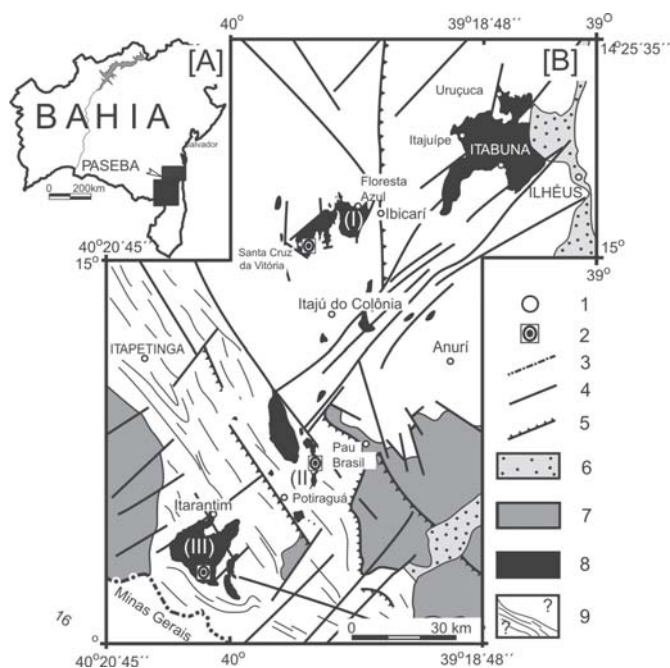 40°
39°18´48´´
39°
14°25´35´´
[A]
[B]
BAHIA
Salvador
PASEBA
0 200km
Uruçuca
Itajuípe
ITABUNA
ILHÉUS
Floresta
Azul
(I)
Ibicarí
Santa Cruz
da Vitória
40°20´45´´
15°
15°
39°
Itajú do Colônia
ITAPETINGA
Anurí
1
2
3
4
5
6
7
8
9
? ?
Pau
Brasil
(II)
Potiraguá
Itarantim
(III)
Minas Gerais
16°
0 30 km
40°20´45´´
40°
39°18´48´´